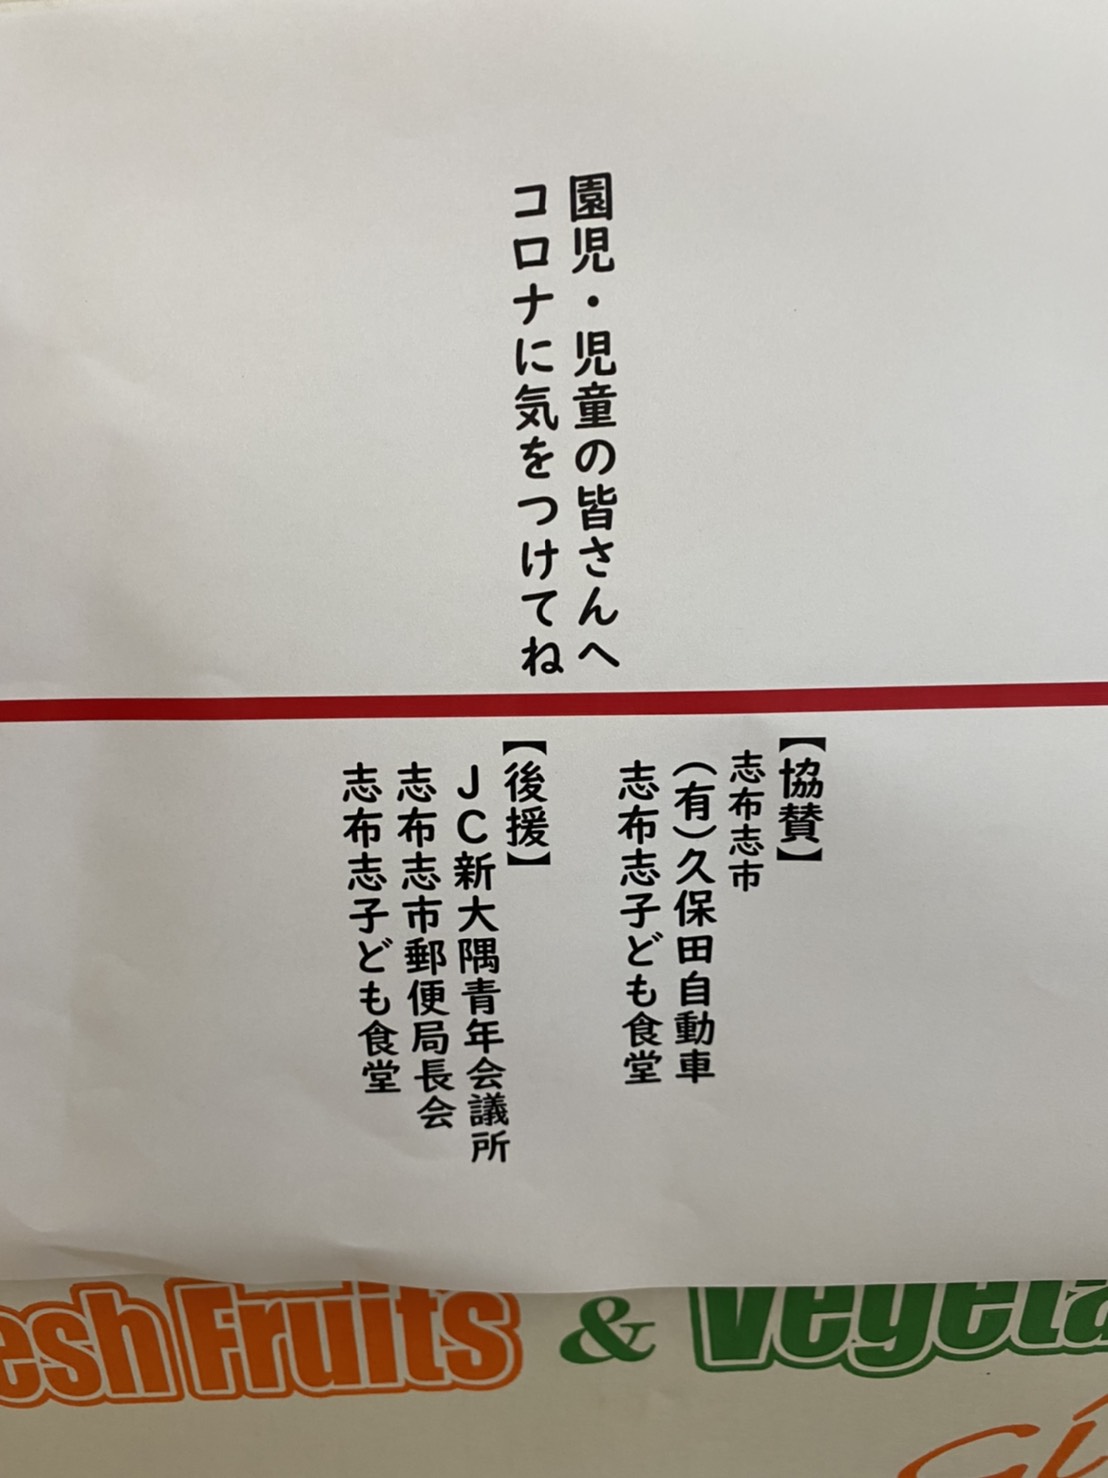 園児・児童の皆さんへ
コロナに気をつけてね
【協賛】
志布志市
(有)久保田自動車
志布志子ども食堂
【後援】
JC新大隅青年会議所
志布志市郵便局長会
志布志子ども食堂
esh Fruits & Vegeta